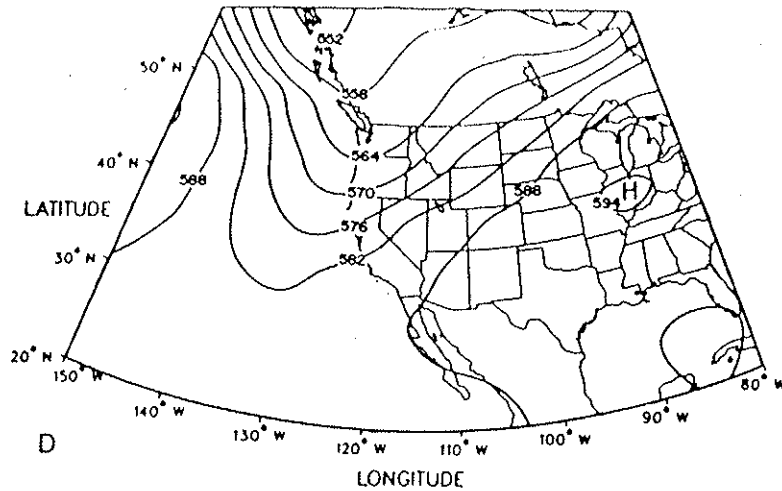 552
50° N
558
564
40° N
588
570
588
H
594
LATITUDE
576
582
30° N
20° N
150° W
140° W
130° W
120° W
110° W
100° W
90° W
80° W
D
LONGITUDE